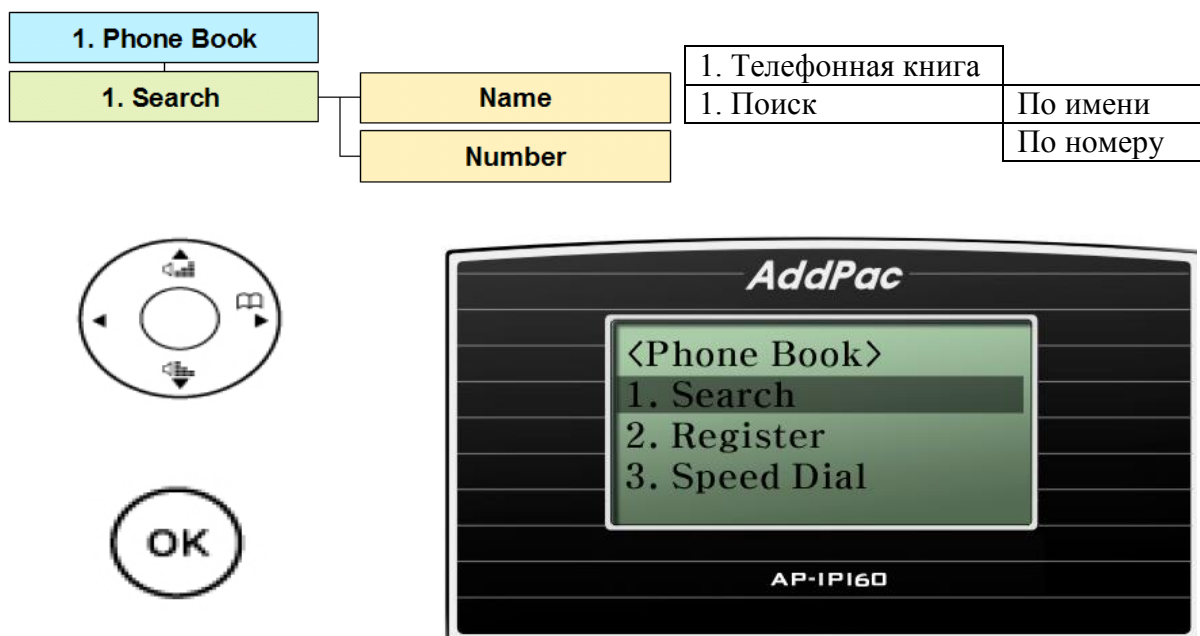 1. Phone Book
1. Search
Name
Number
1. Телефонная книга
1. Поиск
По имени
По номеру
AddPac
<Phone Book>
1. Search
2. Register
3. Speed Dial
AP-IP160
OK